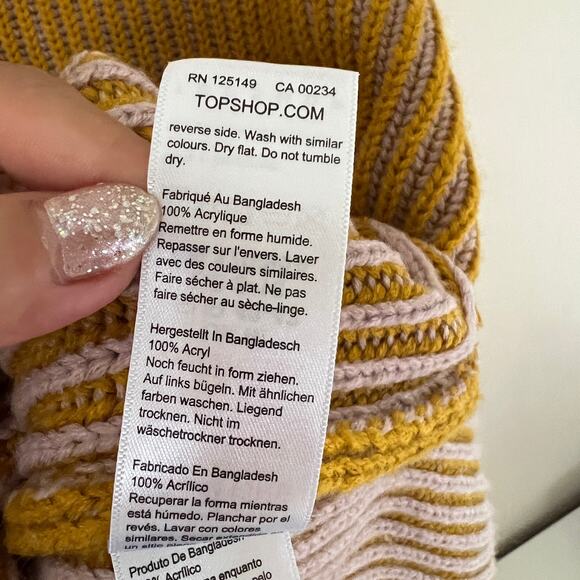 RN 125149 CA 00234
TOPSHOP.COM
reverse side. Wash with similar
colours. Dry flat. Do not tumble
dry.
Fabriqué Au Bangladesh
100% Acrylique
Remettre en forme humide.
Repasser sur l'envers. Laver
avec des couleurs similaires.
Faire sécher à plat. Ne pas
faire sécher au sèche-linge.
Hergestellt In Bangladesch
100% Acryl
Noch feucht in form ziehen.
Auf links bügeln. Mit ähnlichen
farben waschen. Liegend
trocknen. Nicht im
wäschetrockner trocknen.
Fabricado En Bangladesh
100% Acrílico
Recuperar la forma mientras
está húmedo. Planchar por el
revés. Lavar con colores
similares. Secar
Produto De Bangladesh
Acrílico
enquanto
pelo